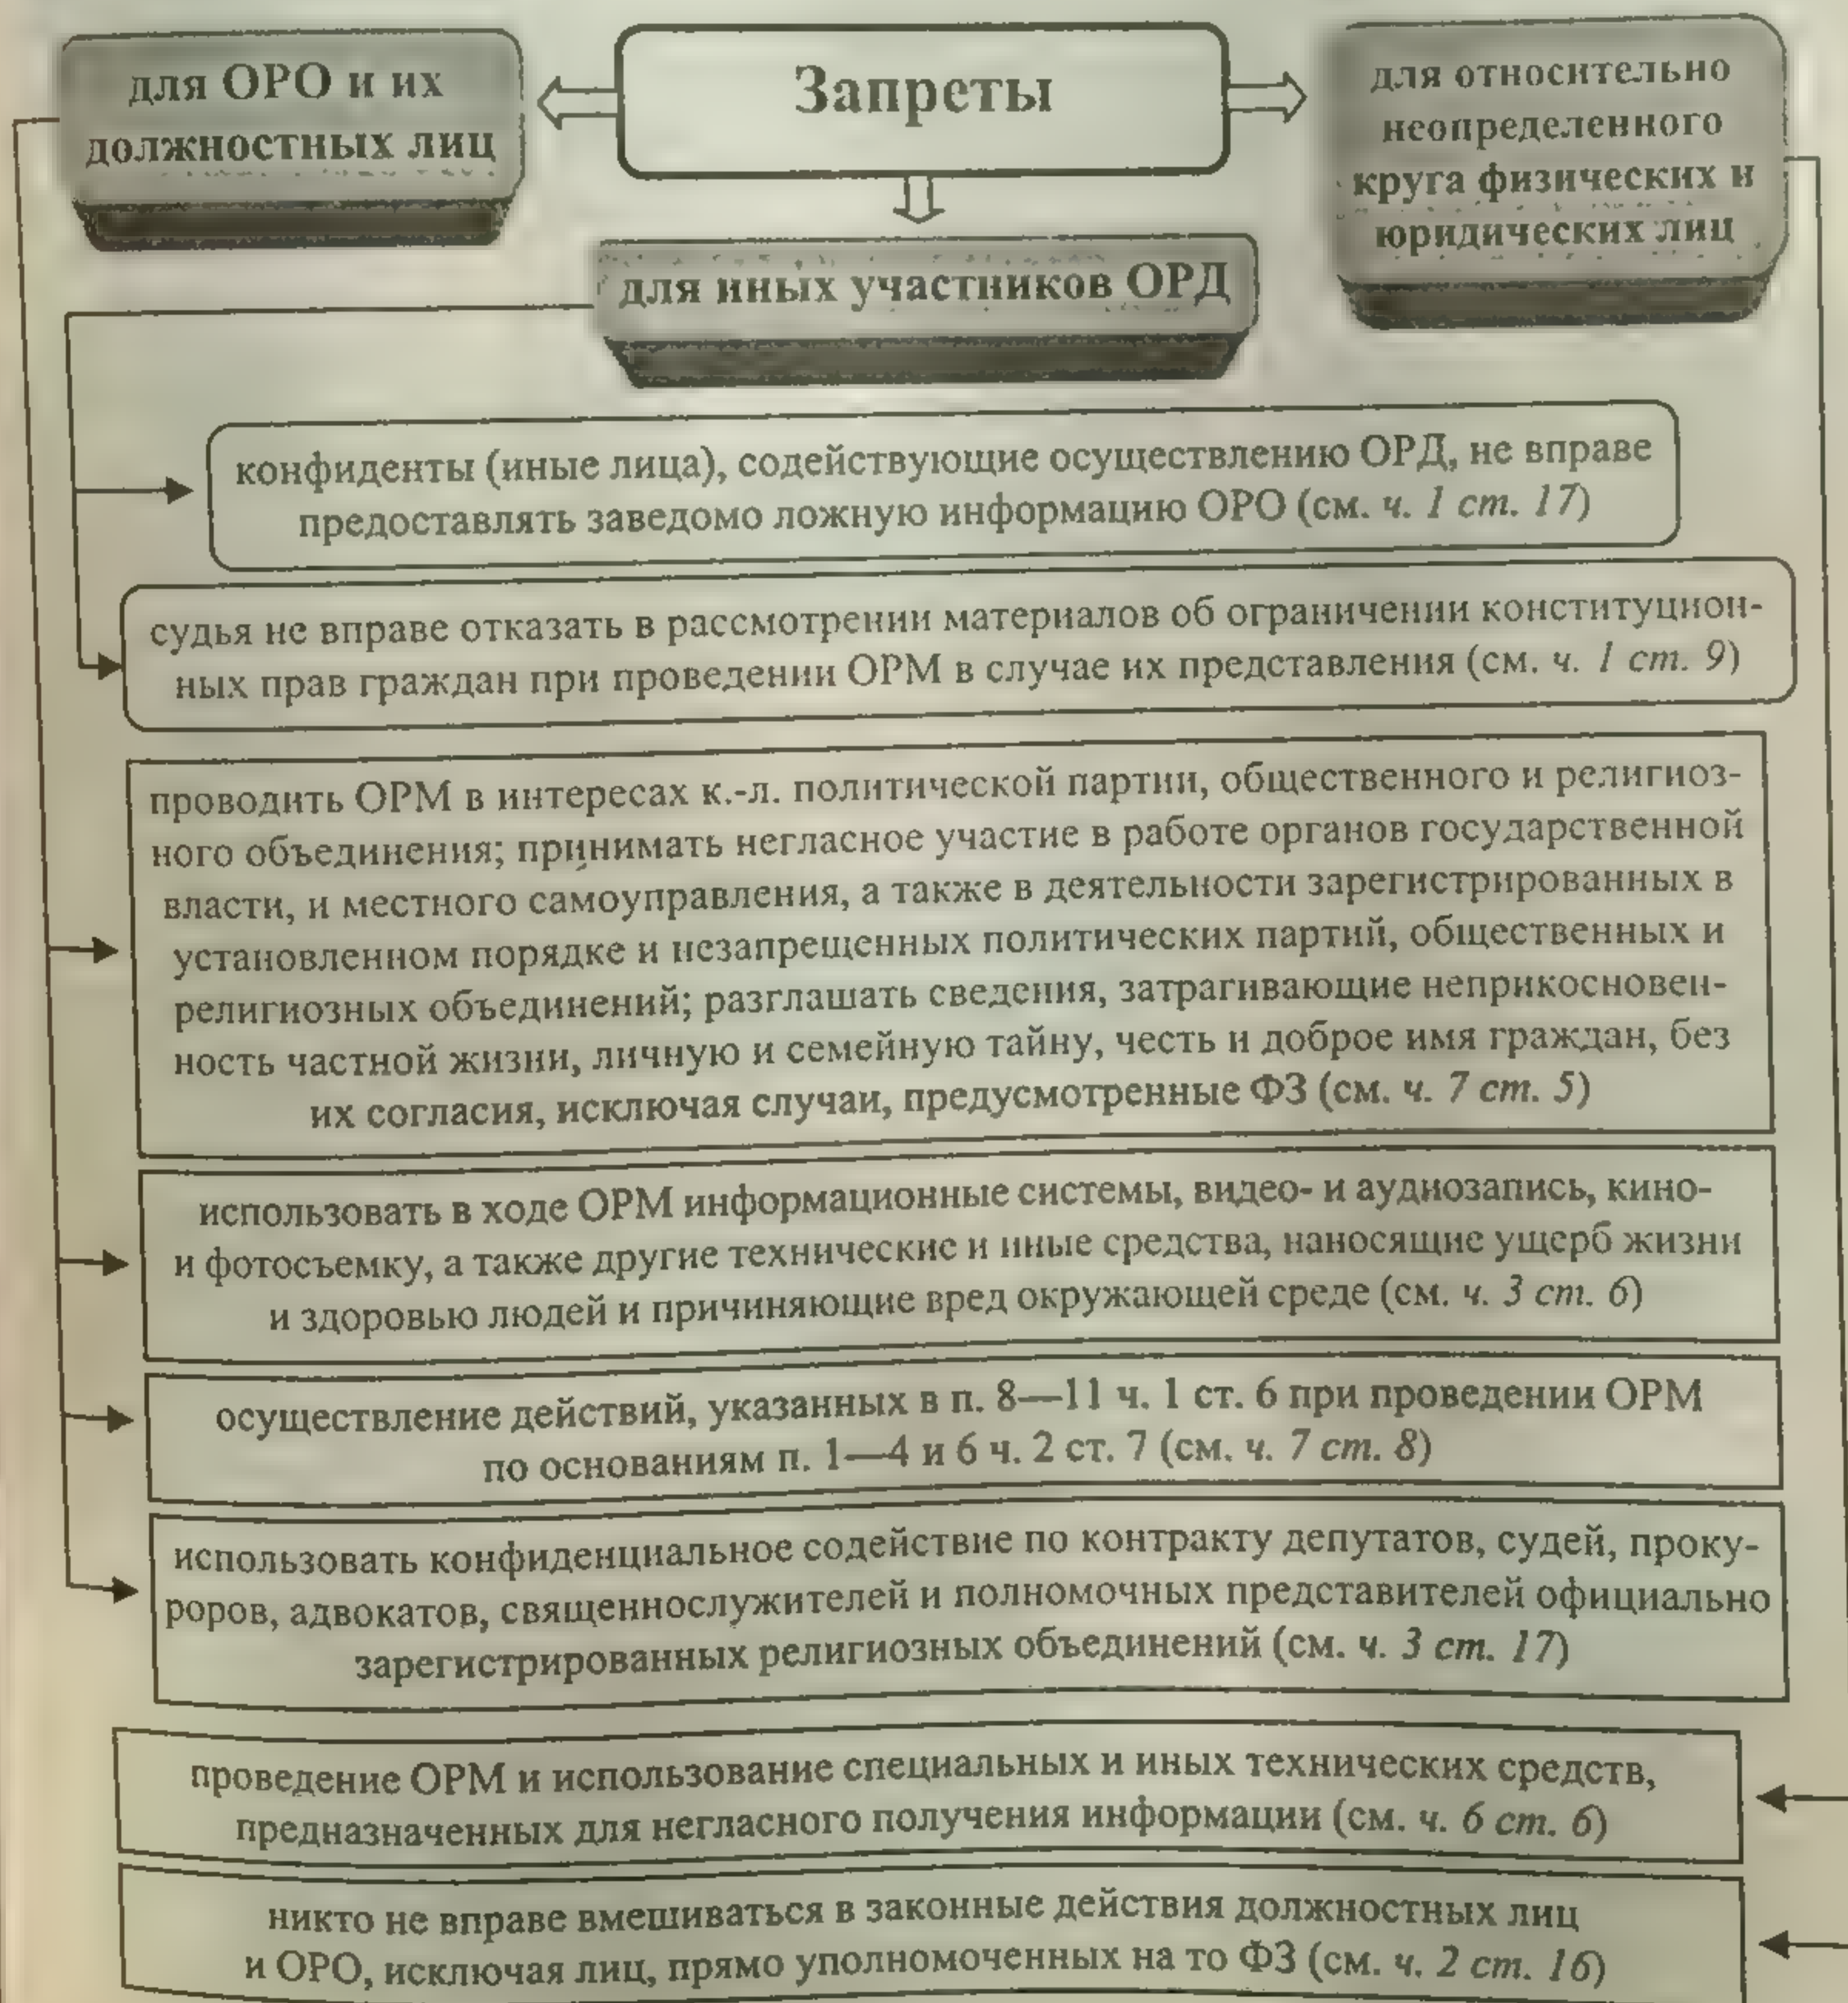 для ОРО и их
должностных лиц
Запреты
для относительно
неопределенного
круга физических и
юридических лиц
для иных участников ОРД
конфиденты (иные лица), содействующие осуществлению ОРД, не вправе
предоставлять заведомо ложную информацию ОРО (см. ч. 1 ст. 17)
судья не вправе отказать в рассмотрении материалов об ограничении конституцион-
ных прав граждан при проведении ОРМ в случае их представления (см. ч. 1 ст. 9)
проводить ОРМ в интересах к.-л. политической партии, общественного и религиоз-
ного объединения; принимать негласное участие в работе органов государственной
власти, и местного самоуправления, а также в деятельности зарегистрированных в
установленном порядке и незапрещенных политических партий, общественных и
религиозных объединений; разглашать сведения, затрагивающие неприкосновен-
ность частной жизни, личную и семейную тайну, честь и доброе имя граждан, без
их согласия, исключая случаи, предусмотренные ФЗ (см. ч. 7 ст. 5)
использовать в ходе ОРМ информационные системы, видео- и аудиозапись, кино-
и фотосъемку, а также другие технические и иные средства, наносящие ущерб жизни
и здоровью людей и причиняющие вред окружающей среде (см. ч. 3 ст. 6)
осуществление действий, указанных в п. 8—11 ч. 1 ст. 6 при проведении ОРМ
по основаниям п. 1—4 и 6 ч. 2 ст. 7 (см. ч. 7 ст. 8)
использовать конфиденциальное содействие по контракту депутатов, судей, проку-
роров, адвокатов, священнослужителей и полномочных представителей официально
зарегистрированных религиозных объединений (см. ч. 3 ст. 17)
проведение ОРМ и использование специальных и иных технических средств,
предназначенных для негласного получения информации (см. ч. 6 ст. 6)
никто не вправе вмешиваться в законные действия должностных лиц
и ОРО, исключая лиц, прямо уполномоченных на то ФЗ (см. ч. 2 ст. 16)